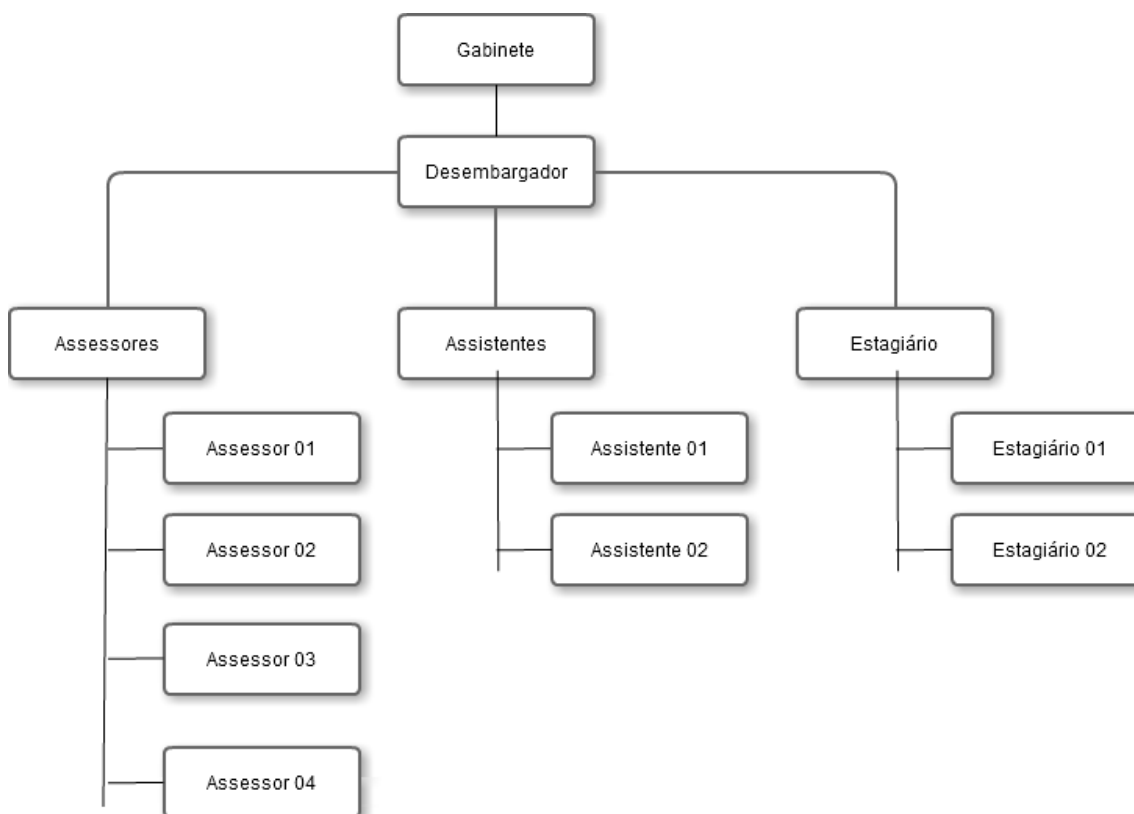 Gabinete
Desembargador
Assessores
Assistentes
Estagiário
Assessor 01
Assistente 01
Estagiário 01
Assessor 02
Assistente 02
Estagiário 02
Assessor 03
Assessor 04